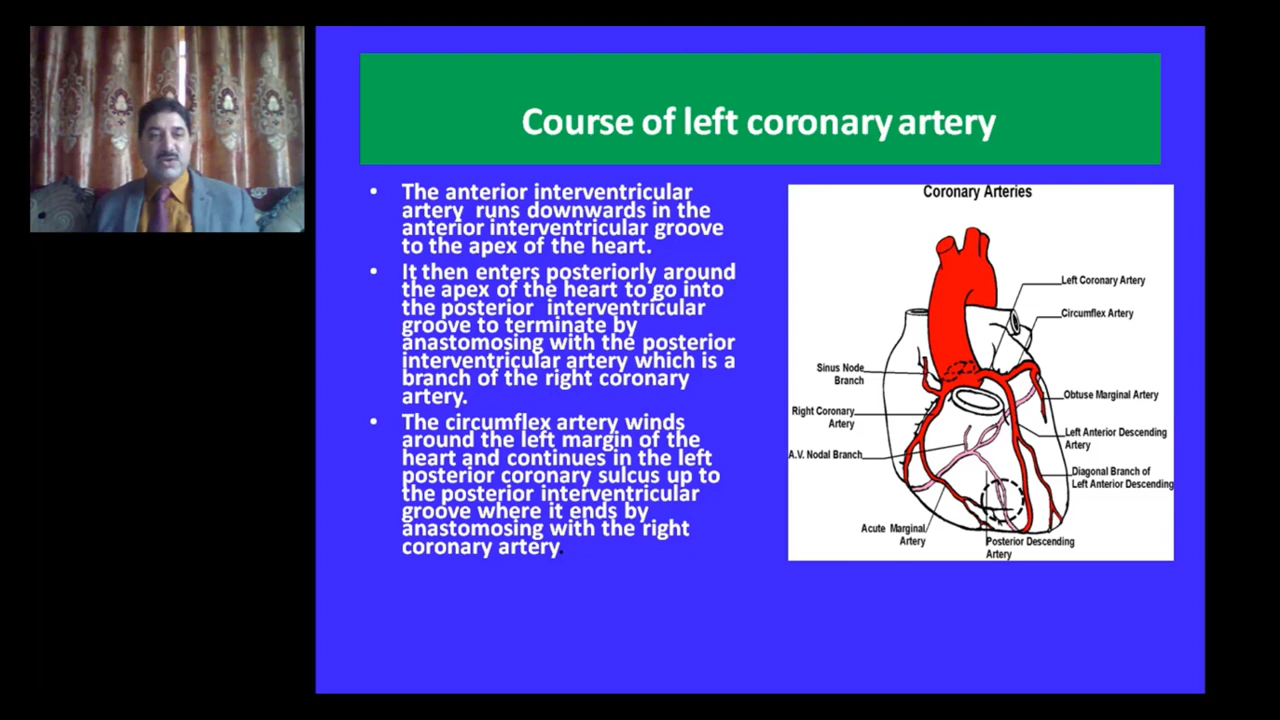 Course of left coronary artery
• The anterior interventricular
artery runs downwards in the
anterior interventricular groove
to the apex of the heart.
• It then enters posteriorly around
the apex of the heart to go into
the posterior interventricular
groove to terminate by
anastomosing with the posterior
interventricular artery which is a
branch of the right coronary
artery.
• The circumflex artery winds
around the left margin of the
heart and continues in the left
posterior coronary sulcus up to
the posterior interventricular
groove where it ends by
anastomosing with the right
coronary artery.
Coronary Arteries
Left Coronary Artery
Circumflex Artery
Sinus Node
Branch
Obtuse Marginal Artery
Right Coronary
Artery
Left Anterior Descending
Artery
A.V. Nodal Branch
Diagonal Branch of
Left Anterior Descending
Acute Marginal
Artery
Posterior Descending
Artery